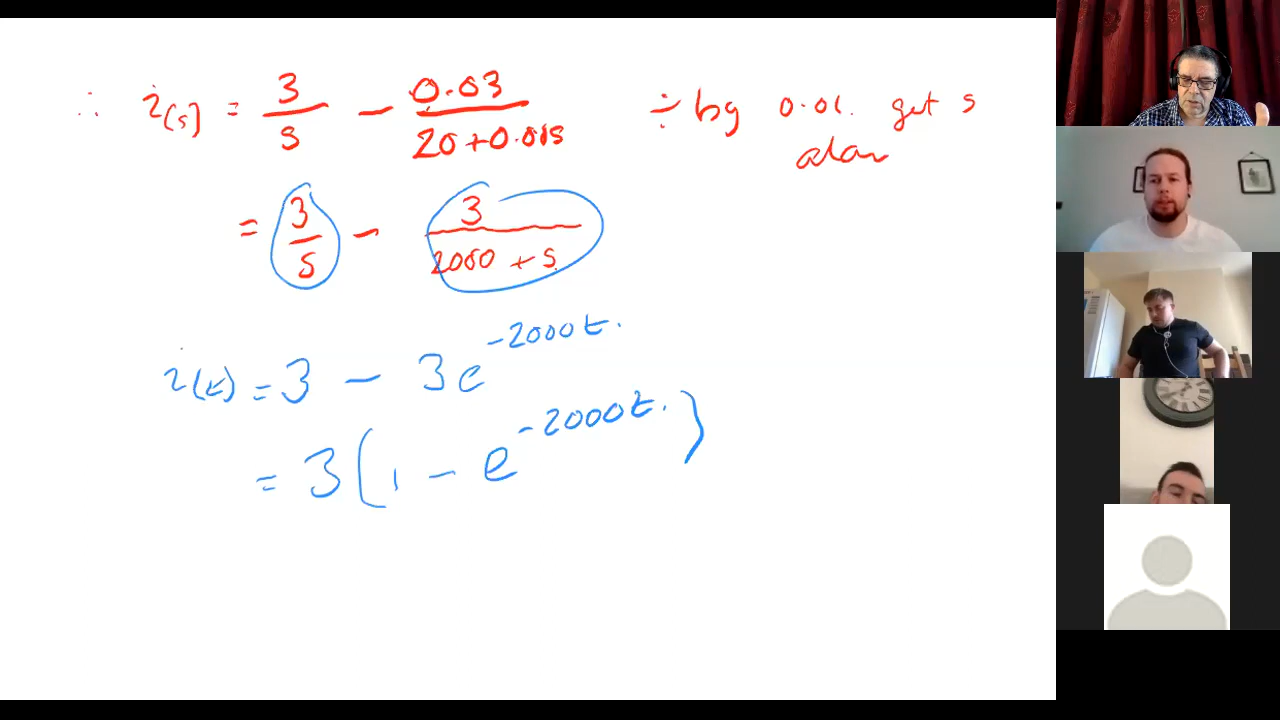 ∴ i(s) = 3/s − 0.03/(20+0.01s) ÷ by 0.01. get s
= 3/s − 3/(2000 + s)
i(t) = 3 − 3e^(−2000t).
= 3(1 − e^(−2000t.))